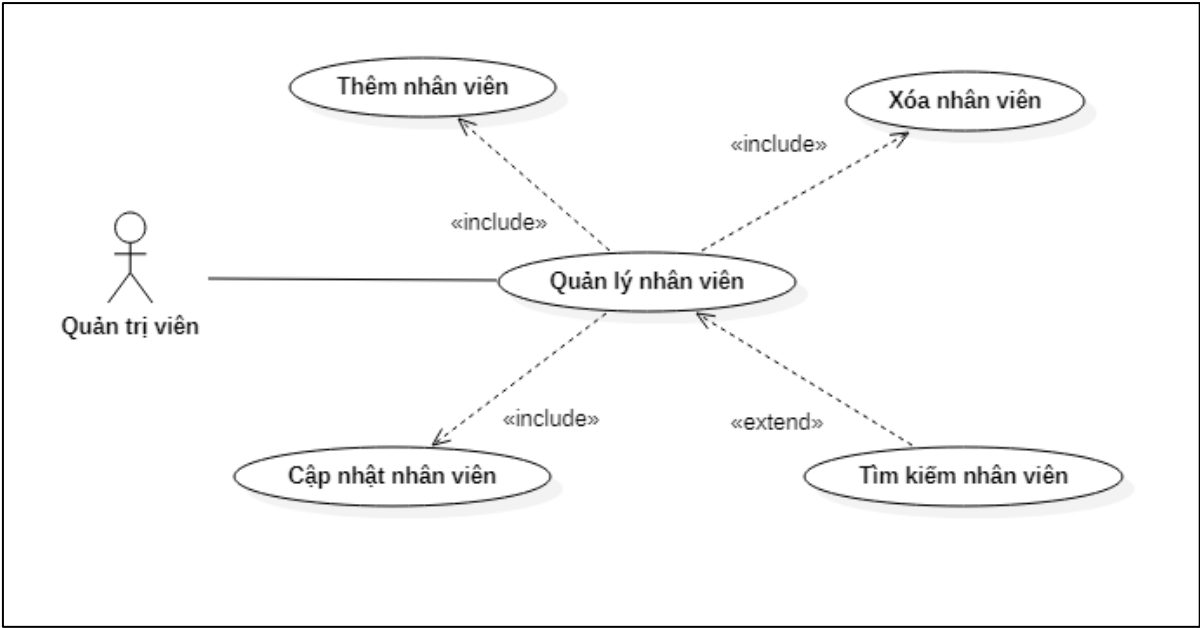 Thêm nhân viên
Xóa nhân viên
«include»
«include»
Quản lý nhân viên
Quản trị viên
«include»
«extend»
Cập nhật nhân viên
Tìm kiếm nhân viên